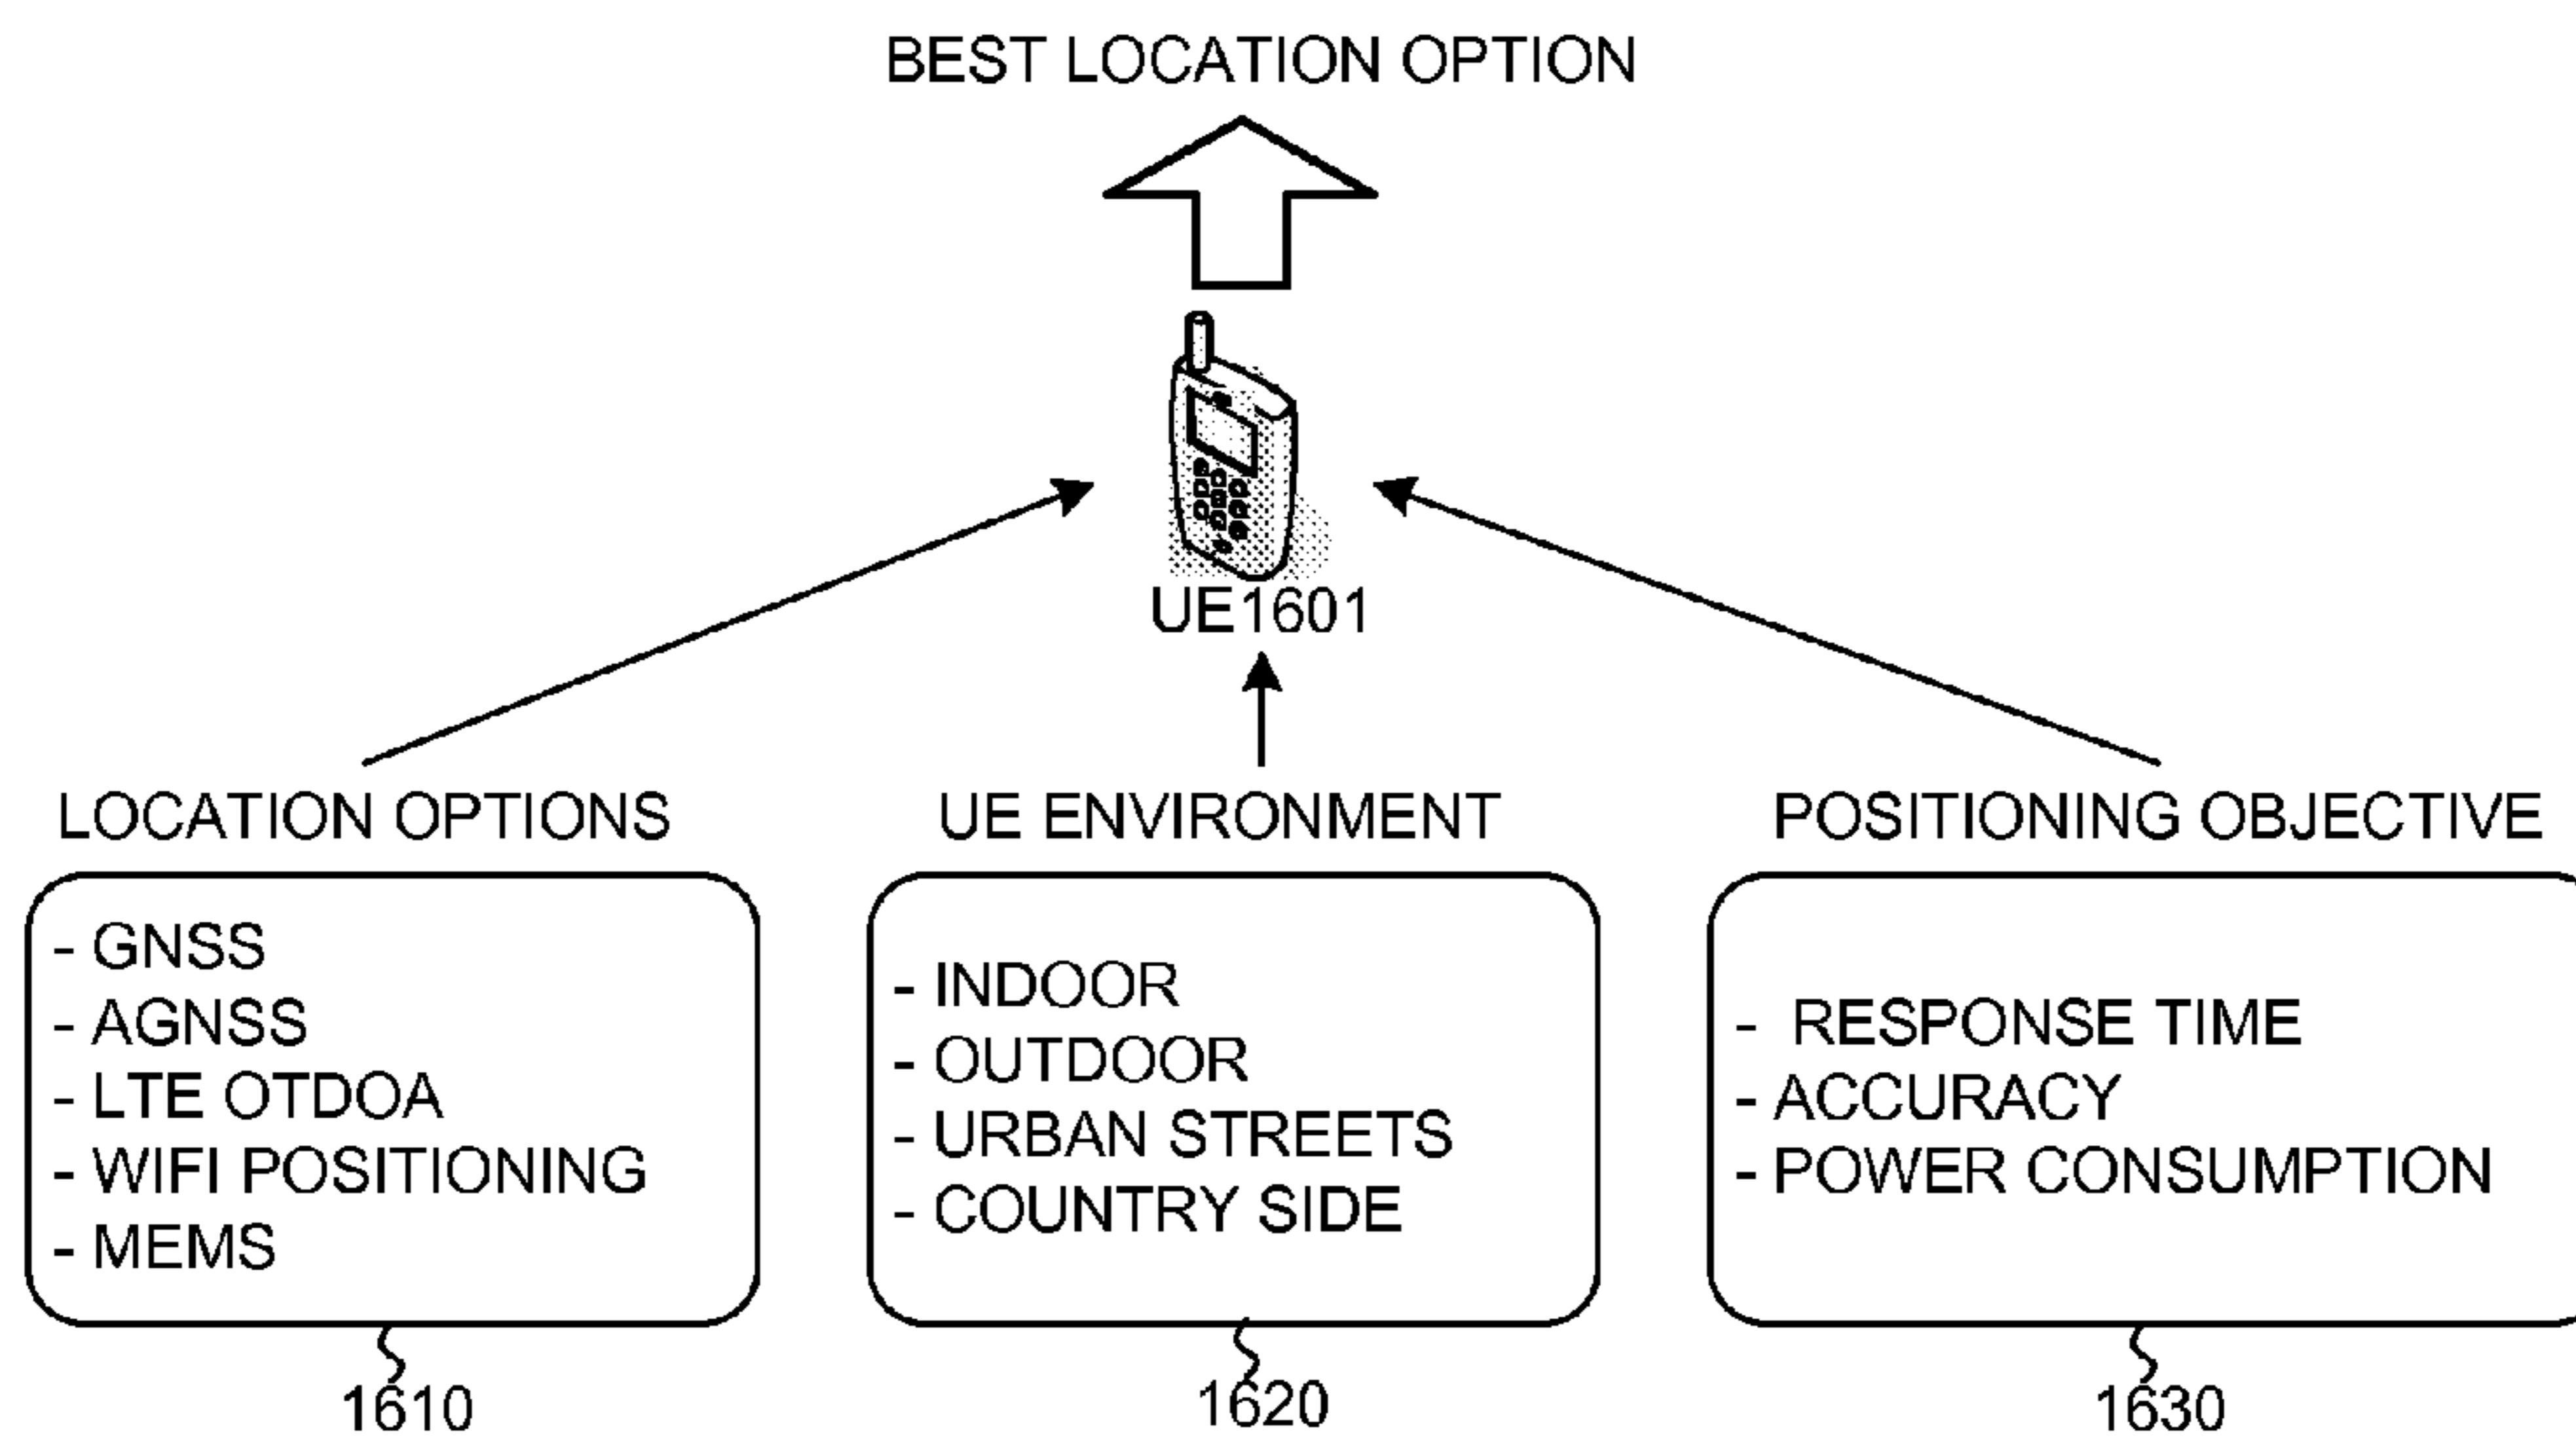 BEST LOCATION OPTION
UE1601
LOCATION OPTIONS
- GNSS
- AGNSS
- LTE OTDOA
- WIFI POSITIONING
- MEMS
1610
UE ENVIRONMENT
- INDOOR
- OUTDOOR
- URBAN STREETS
- COUNTRY SIDE
1620
POSITIONING OBJECTIVE
- RESPONSE TIME
- ACCURACY
- POWER CONSUMPTION
1630